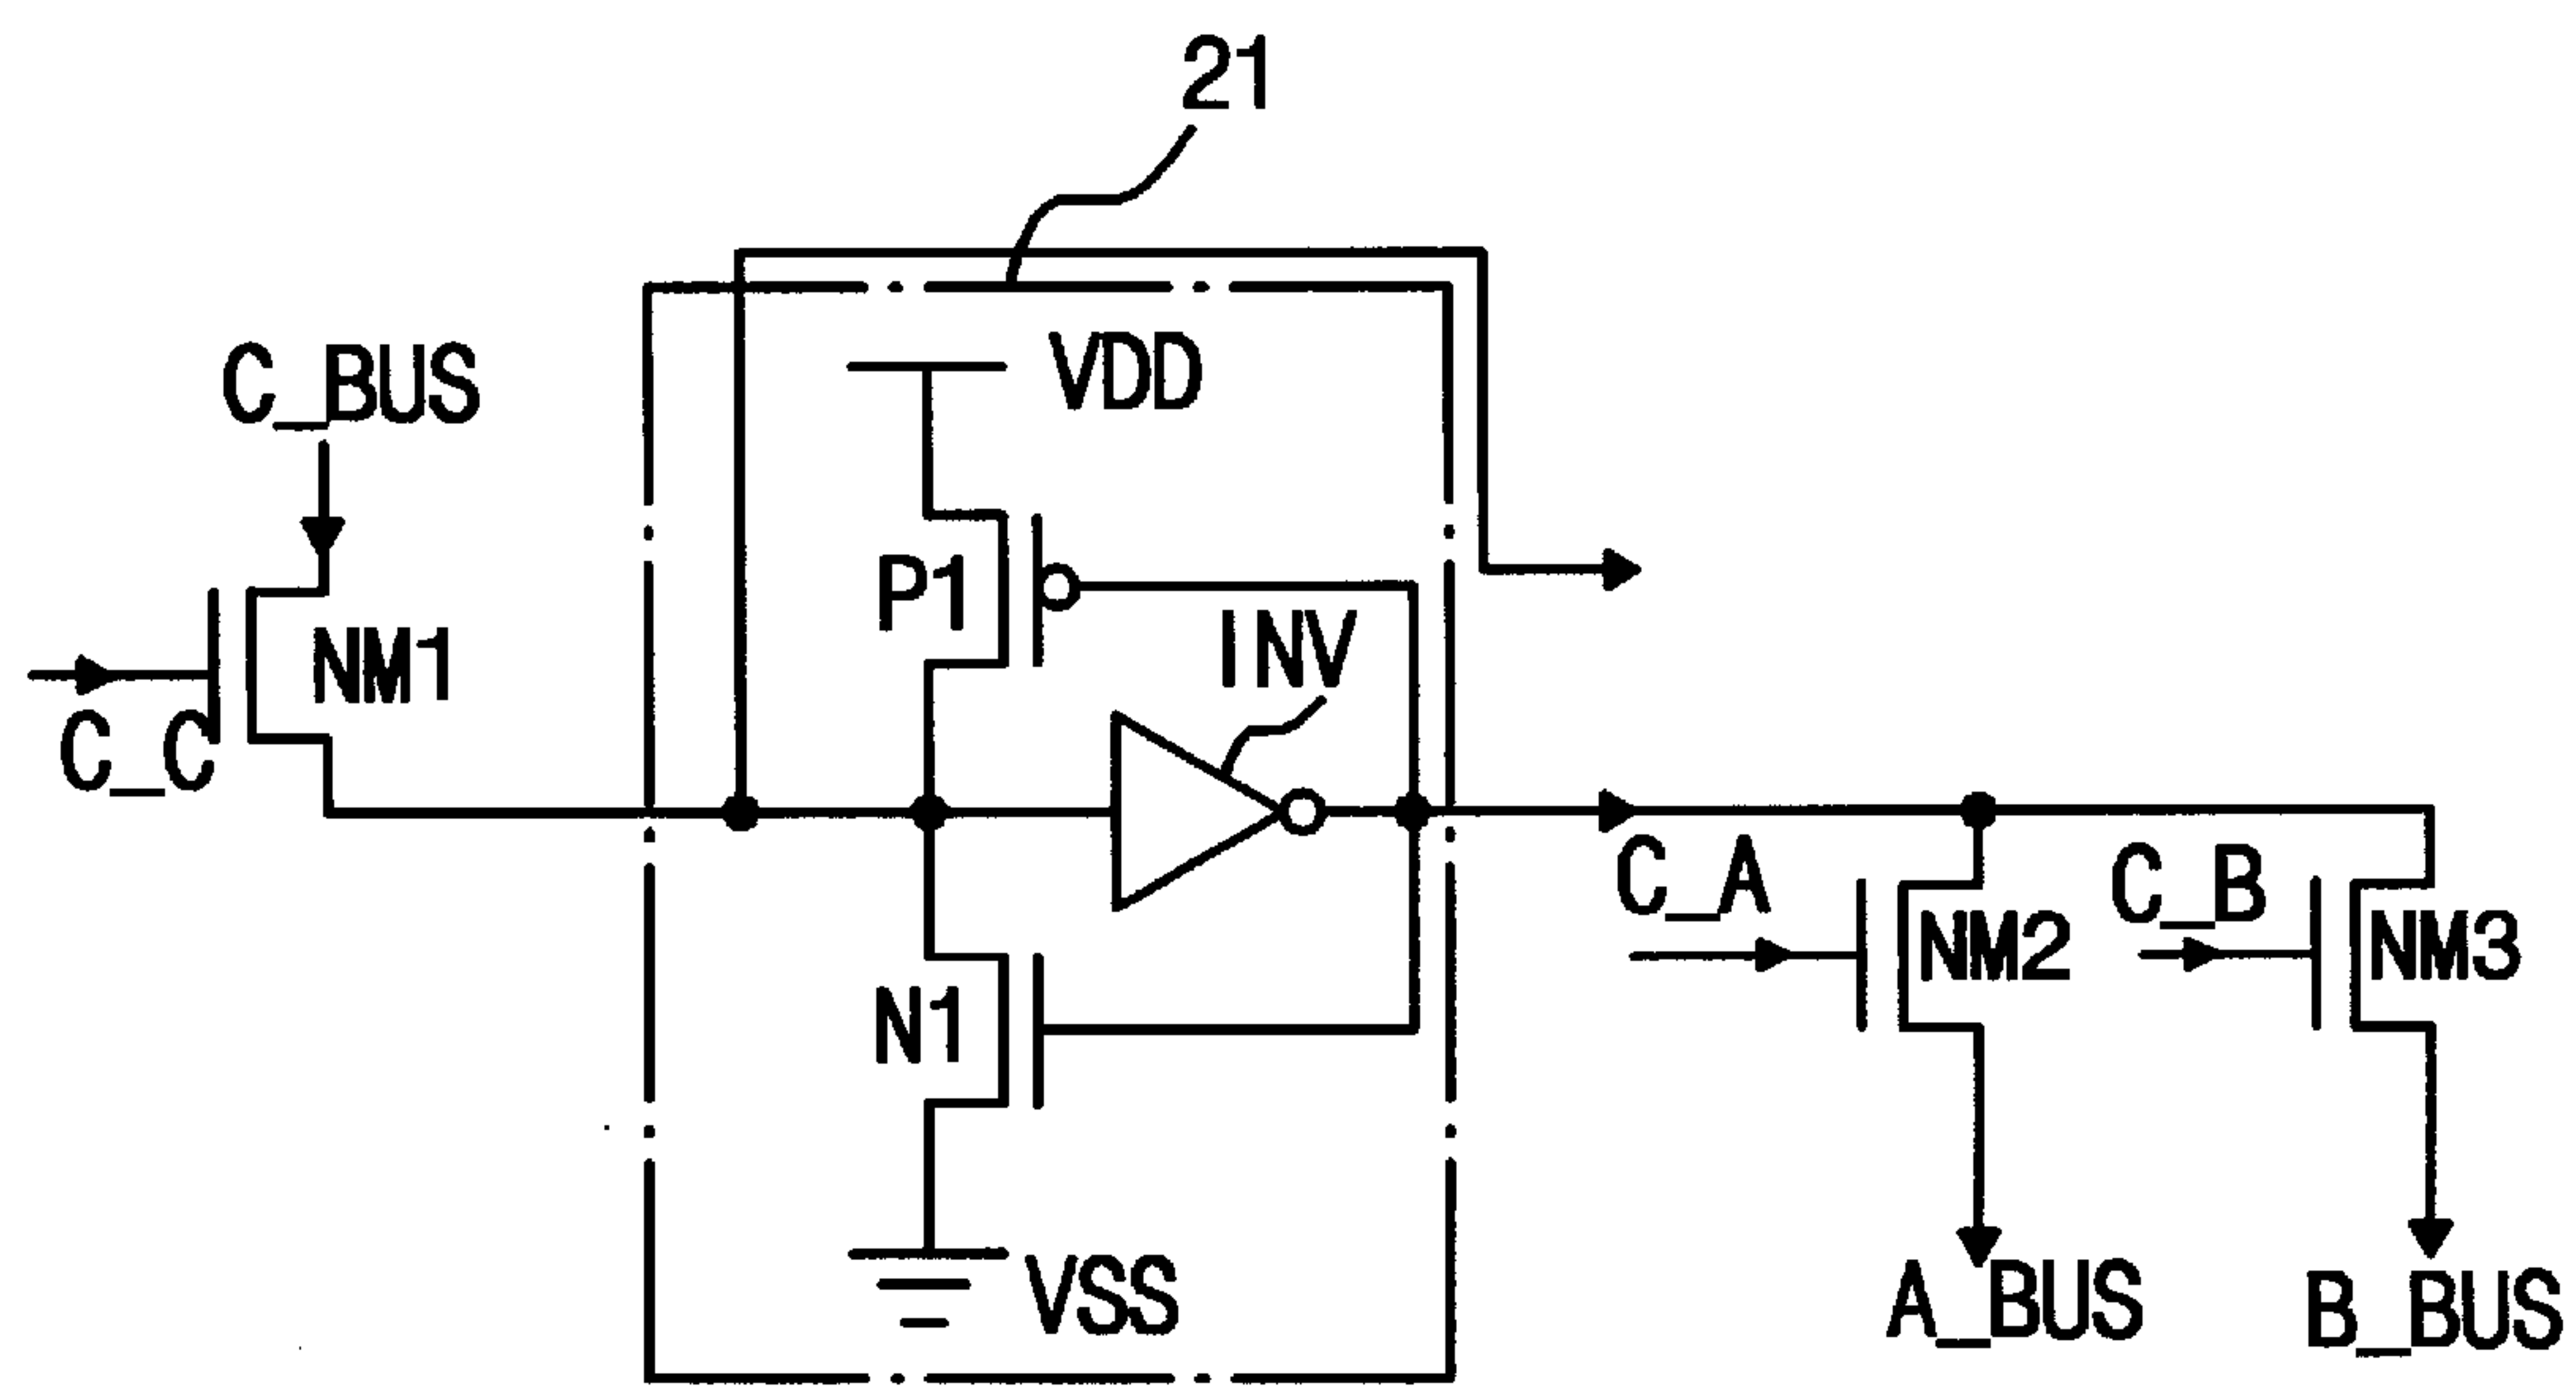 21
VDD
C_BUS
P1
INV
NM1
C_C
C_A
C_B
NM2
NM3
N1
VSS
A_BUS
B_BUS